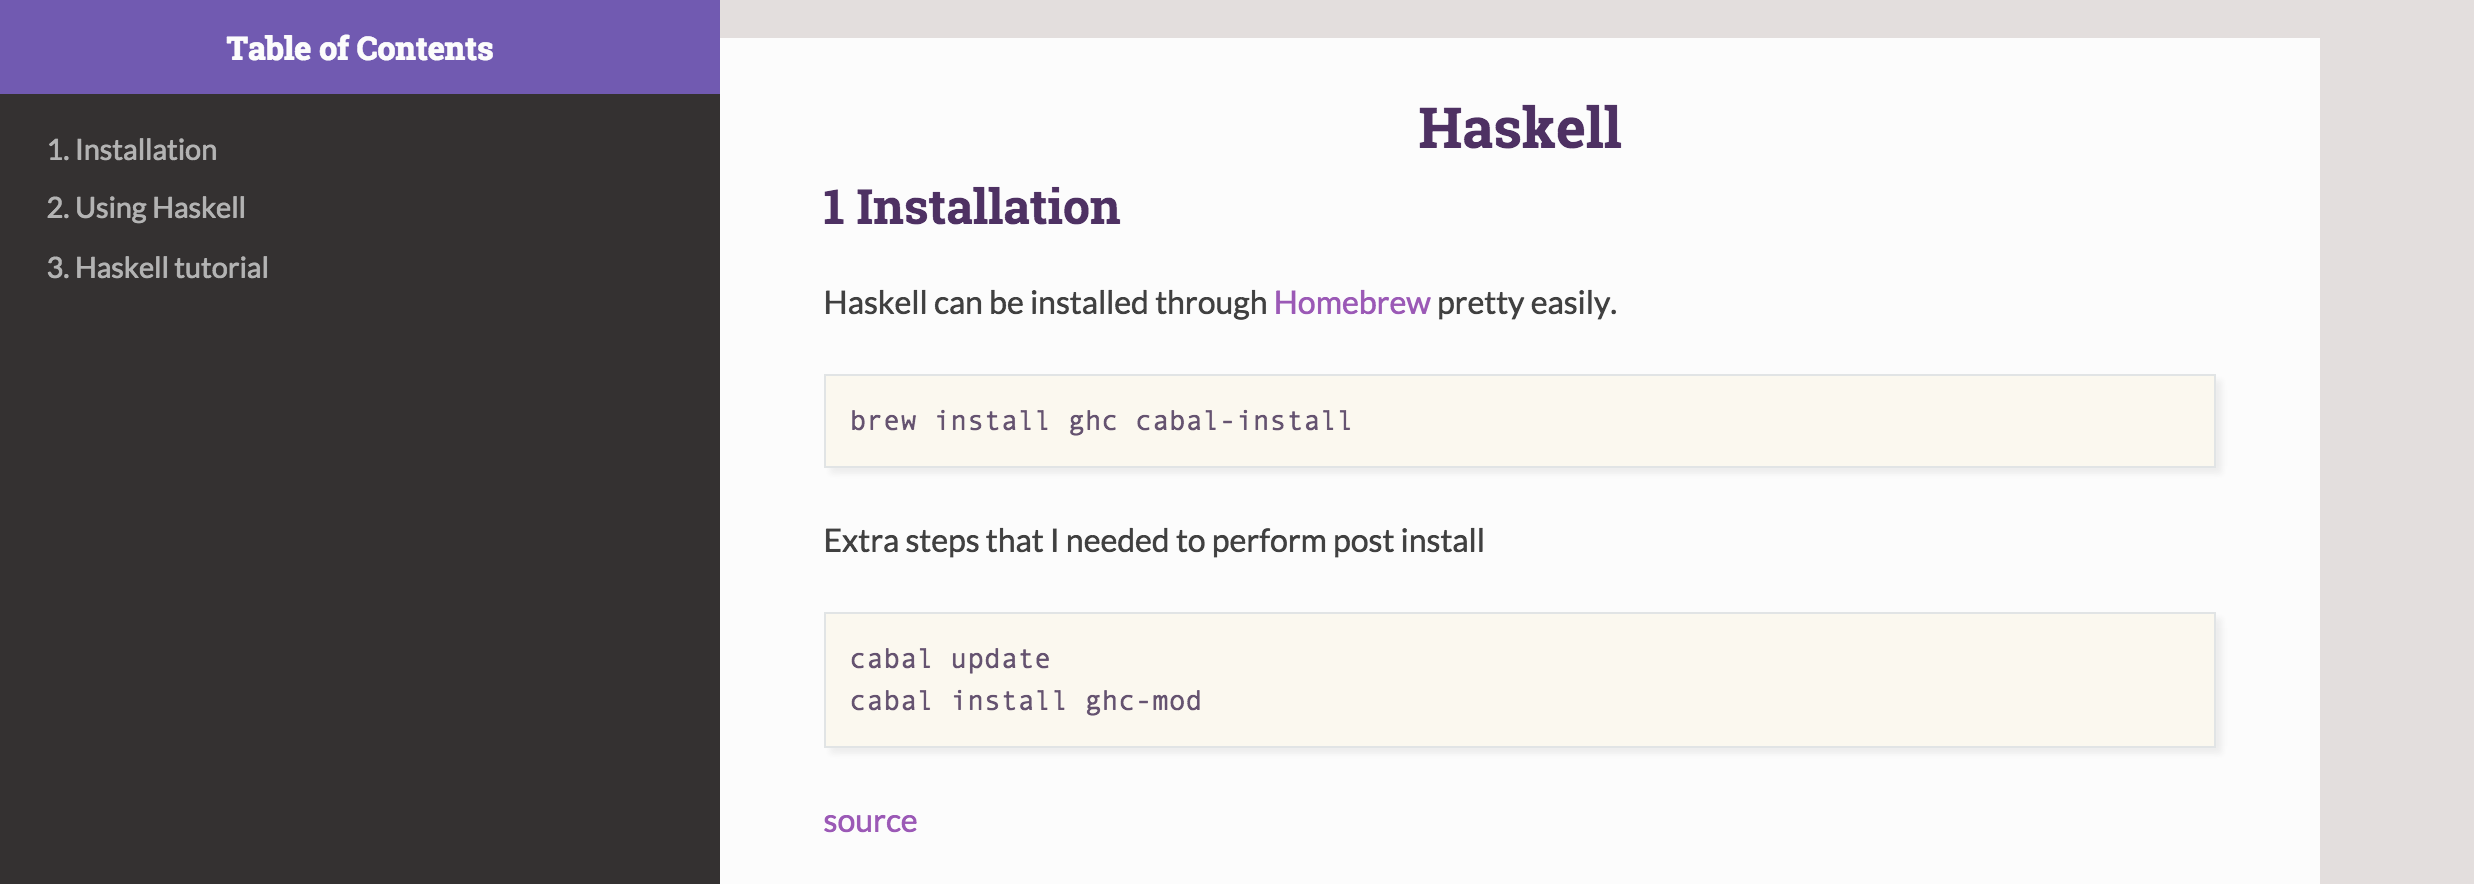 Table of Contents
1. Installation
2. Using Haskell
3. Haskell tutorial
Haskell
1 Installation
Haskell can be installed through Homebrew pretty easily.
brew install ghc cabal-install
Extra steps that I needed to perform post install
cabal update
cabal install ghc-mod
source